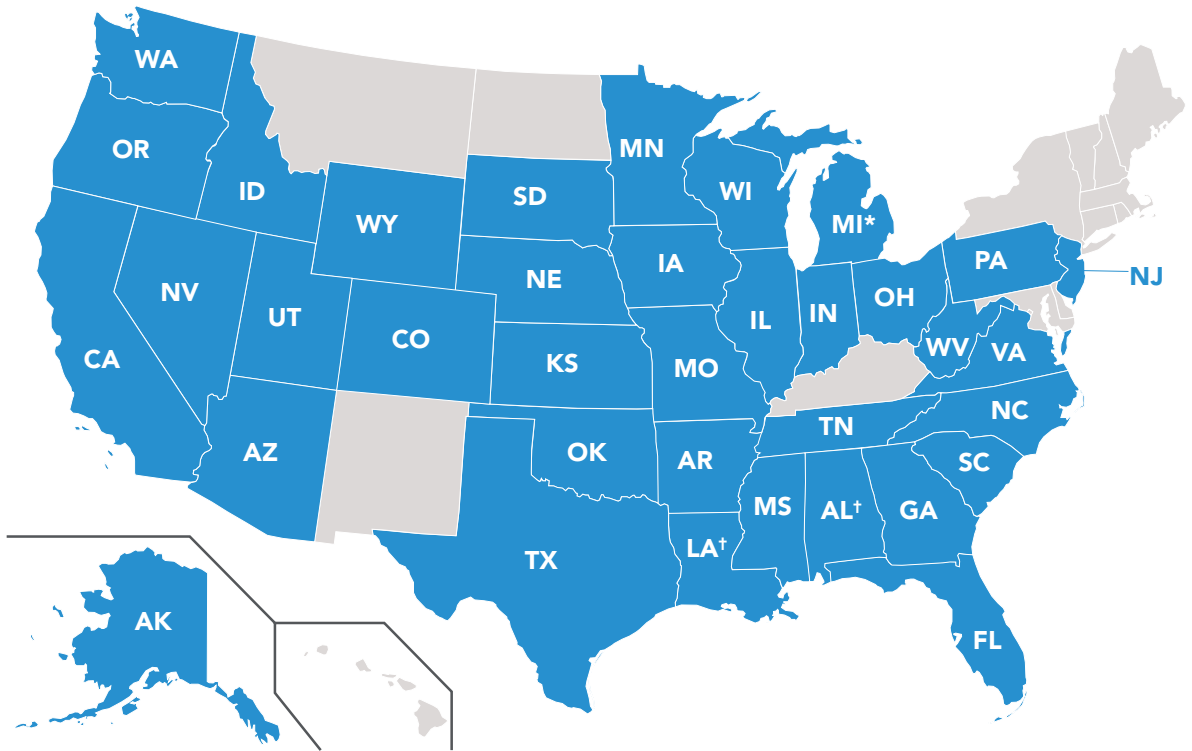 WA
OR
ID
MN
WI
SD
WY
MI*
IA
PA
NE
NJ
NV
OH
UT
IL
IN
CO
WV
VA
CA
KS
MO
NC
TN
AZ
OK
AR
SC
MS
AL†
GA
LA†
TX
AK
FL